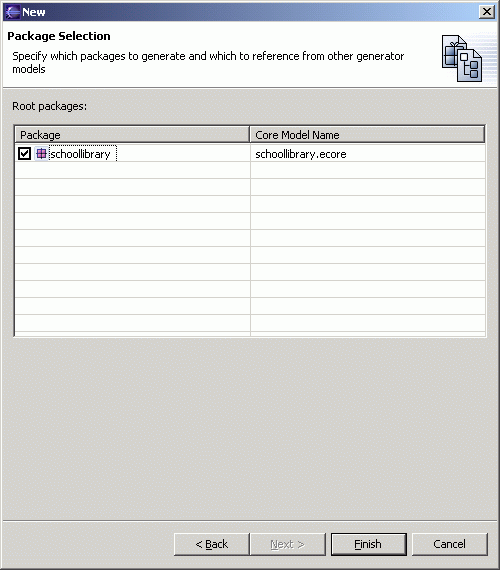 New
Package Selection
Specify which packages to generate and which to reference from other generator
models
Root packages:
Package Core Model Name
schoollibrary schoollibrary.ecore
< Back Next > Finish Cancel